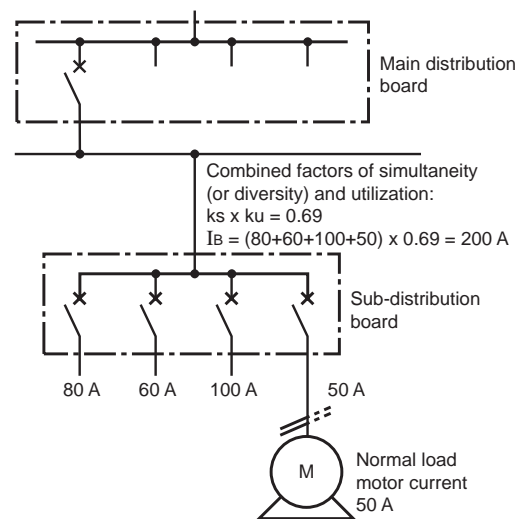 Main distribution
board
Combined factors of simultaneity
(or diversity) and utilization:
ks x ku = 0.69
IB = (80+60+100+50) x 0.69 = 200 A
Sub-distribution
board
80 A 60 A 100 A 50 A
M
Normal load
motor current
50 A